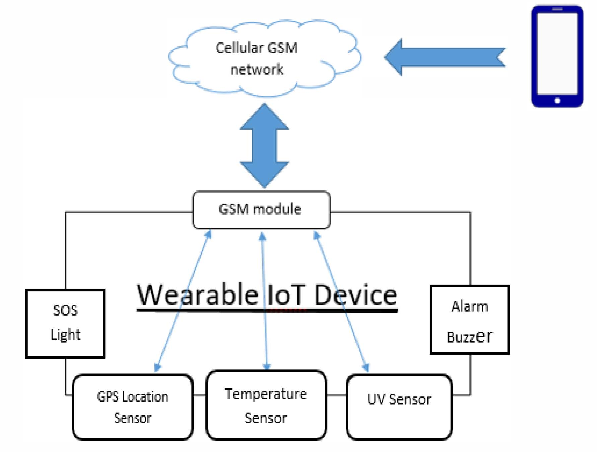 Cellular GSM
network
GSM module
Wearable IoT Device
SOS
Light
Alarm
Buzzer
GPS Location
Sensor
Temperature
Sensor
UV Sensor